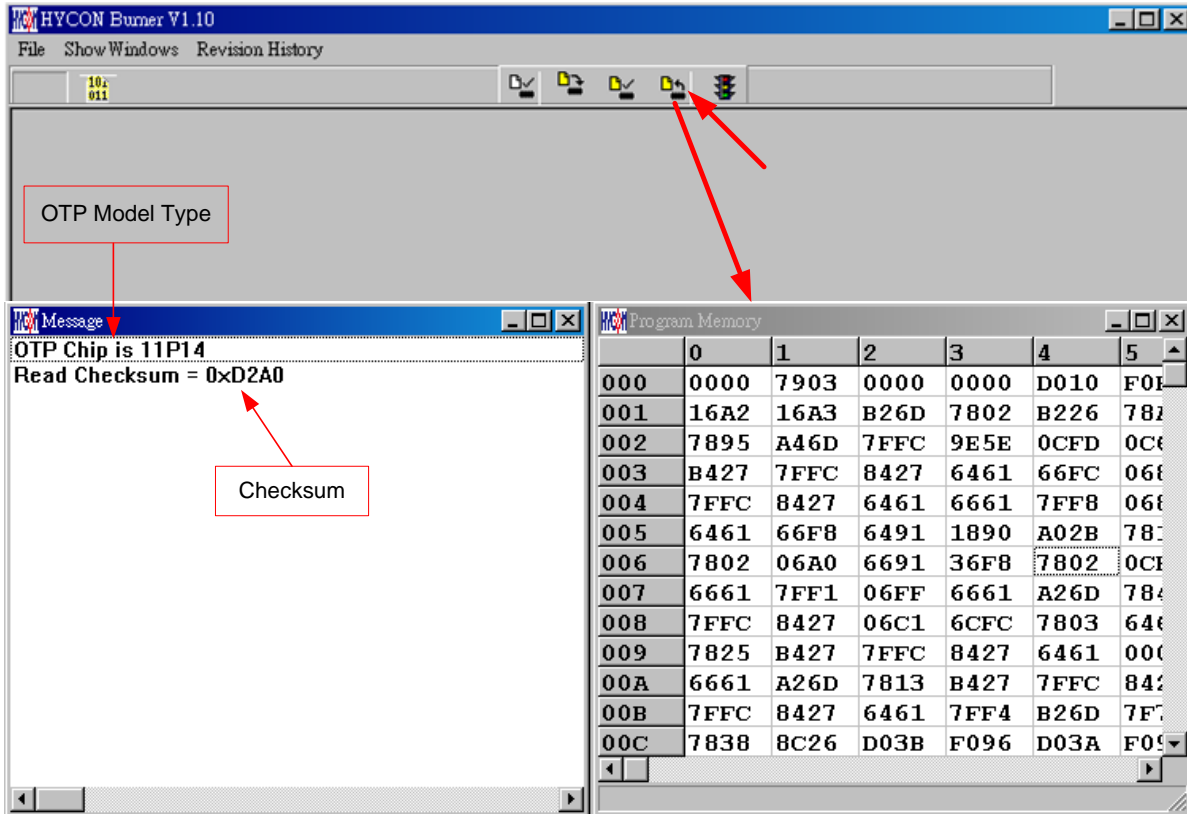 HYCON Burner V1.10
File Show Windows Revision History
101
011
OTP Model Type
Message
OTP Chip is 11P14
Read Checksum = 0xD2A0
Checksum
Program Memory
0 1 2 3 4 5
000 0000 7903 0000 0000 D010
001 16A2 16A3 B26D 7802 B226
002 7895 A46D 7FFC 9E5E 0CFD
003 B427 7FFC 8427 6461 66FC
004 7FFC 8427 6461 6661 7FF8
005 6461 66F8 6491 1890 A02B
006 7802 06A0 6691 36F8 7802
007 6661 7FF1 06FF 6661 A26D
008 7FFC 8427 06C1 6CFC 7803
009 7825 B427 7FFC 8427 6461
00A 6661 A26D 7813 B427 7FFC
00B 7FFC 8427 6461 7FF4 B26D
00C 7838 8C26 D03B F096 D03A